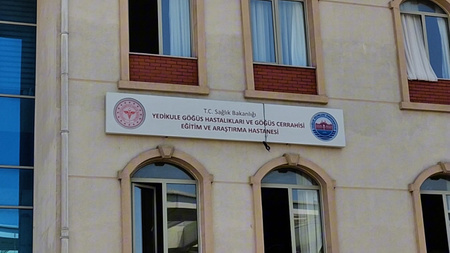 T.C. Sağlık Bakanlığı
YEDİKULE GÖĞÜS HASTALIKLARI VE GÖĞÜS CERRAHİSİ
EĞİTİM VE ARAŞTIRMA HASTANESİ